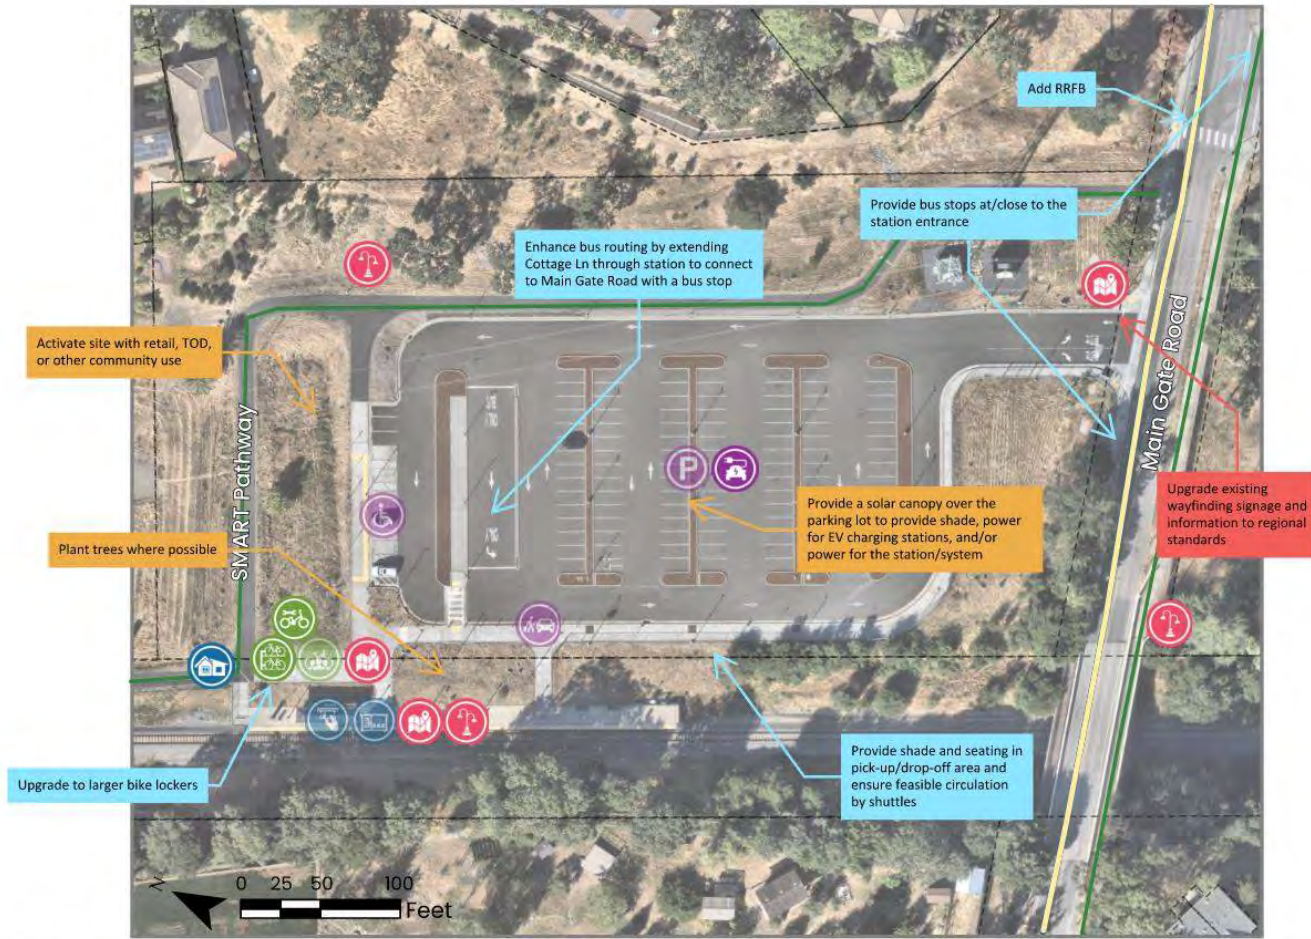 Add RRFB
Provide bus stops at/close to the
station entrance
Enhance bus routing by extending
Cottage Ln through station to connect
to Main Gate Road with a bus stop
Activate site with retail, TOD,
or other community use
SMART Pathway
Main Gate Road
P
Provide a solar canopy over the
parking lot to provide shade, power
for EV charging stations, and/or
power for the station/system
Upgrade existing
wayfinding signage and
information to regional
standards
Plant trees where possible
Upgrade to larger bike lockers
Provide shade and seating in
pick-up/drop-off area and
ensure feasible circulation
by shuttles
N
0 25 50 100
Feet